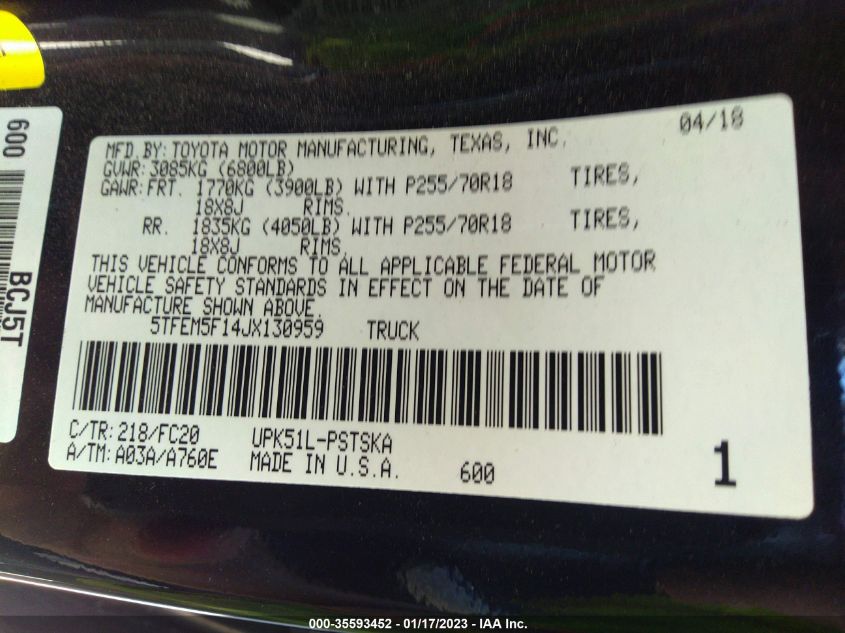 600
BCJ5T
04/18
MFD.BY: TOYOTA MOTOR MANUFACTURING, TEXAS, INC.
GVWR: 3085KG (6800LB)
GAWR: FRT. 1770KG (3900LB) WITH P255/70R18 TIRES,
18X8J RIMS.
RR. 1835KG (4050LB) WITH P255/70R18 TIRES,
18X8J RIMS.
THIS VEHICLE CONFORMS TO ALL APPLICABLE FEDERAL MOTOR
VEHICLE SAFETY STANDARDS IN EFFECT ON THE DATE OF
MANUFACTURE SHOWN ABOVE.
5TFEM5F14JX130959 TRUCK
C/TR: 218/FC20 UPK51L-PSTSKA
A/TM: A03A/A760E MADE IN U.S.A. 600 1
000-35593452 - 01/17/2023 - IAA Inc.